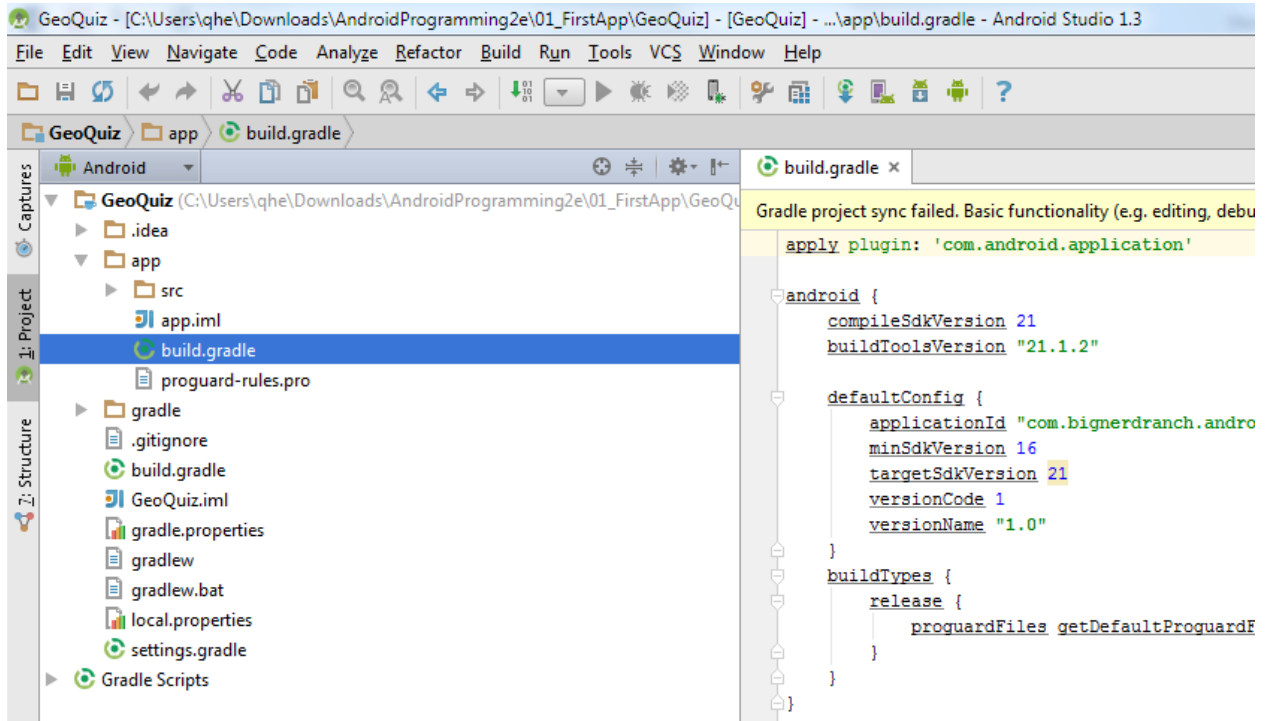 GeoQuiz - [C:\Users\qhe\Downloads\AndroidProgramming2e\01_FirstApp\GeoQuiz] - [GeoQuiz] - ...\app\build.gradle - Android Studio 1.3
File Edit View Navigate Code Analyze Refactor Build Run Tools VCS Window Help
GeoQuiz app build.gradle
Captures
1: Project
7: Structure
Android
GeoQuiz (C:\Users\qhe\Downloads\AndroidProgramming2e\01_FirstApp\GeoQu
.idea
app
src
app.iml
build.gradle
proguard-rules.pro
gradle
.gitignore
build.gradle
GeoQuiz.iml
gradle.properties
gradlew
gradlew.bat
local.properties
settings.gradle
Gradle Scripts
build.gradle ×
Gradle project sync failed. Basic functionality (e.g. editing, debu
apply plugin: 'com.android.application'
android {
compileSdkVersion 21
buildToolsVersion "21.1.2"
defaultConfig {
applicationId "com.bignerdranch.andro
minSdkVersion 16
targetSdkVersion 21
versionCode 1
versionName "1.0"
}
buildTypes {
release {
proguardFiles getDefaultProguardF
}
}
}